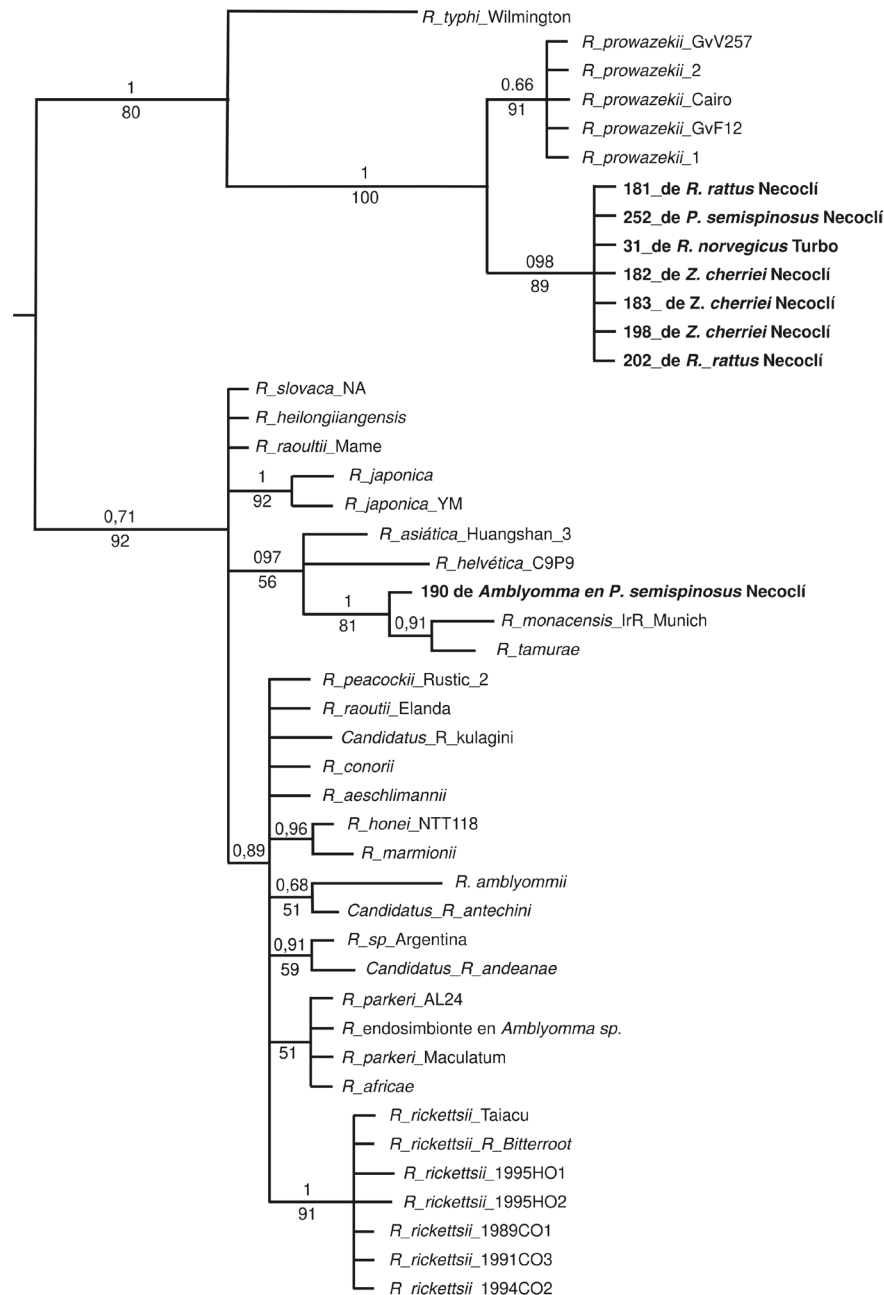 R_typhi_Wilmington
R_prowazekii_GvV257
R_prowazekii_2
0.66
R_prowazekii_Cairo
91
1
80
R_prowazekii_GvF12
R_prowazekii_1
1
100
181_de R. rattus Necoclí
252_de P. semispinosus Necoclí
31_de R. norvegicus Turbo
098
89
182_de Z. cherriei Necoclí
183_ de Z. cherriei Necoclí
198_de Z. cherriei Necoclí
202_de R._rattus Necoclí
R_slovaca_NA
R_heilongiiangensis
R_raoultii_Mame
1
92
R_japonica
R_japonica_YM
0,71
92
R_asiática_Huangshan_3
097
56
R_helvética_C9P9
190 de Amblyomma en P. semispinosus Necoclí
1
81
0,91
R_monacensis_IrR_Munich
R_tamurae
R_peacockii_Rustic_2
R_raoutii_Elanda
Candidatus_R_kulagini
R_conorii
R_aeschlimannii
0,96
R_honei_NTT118
R_marmionii
0,89
0,68
51
R. amblyommii
Candidatus_R_antechini
0,91
59
R_sp_Argentina
Candidatus_R_andeanae
R_parkeri_AL24
R_endosimbionte en Amblyomma sp.
51
R_parkeri_Maculatum
R_africae
R_rickettsii_Taiacu
R_rickettsii_R_Bitterroot
R_rickettsii_1995HO1
1
91
R_rickettsii_1995HO2
R_rickettsii_1989CO1
R_rickettsii_1991CO3
R_rickettsii_1994CO2